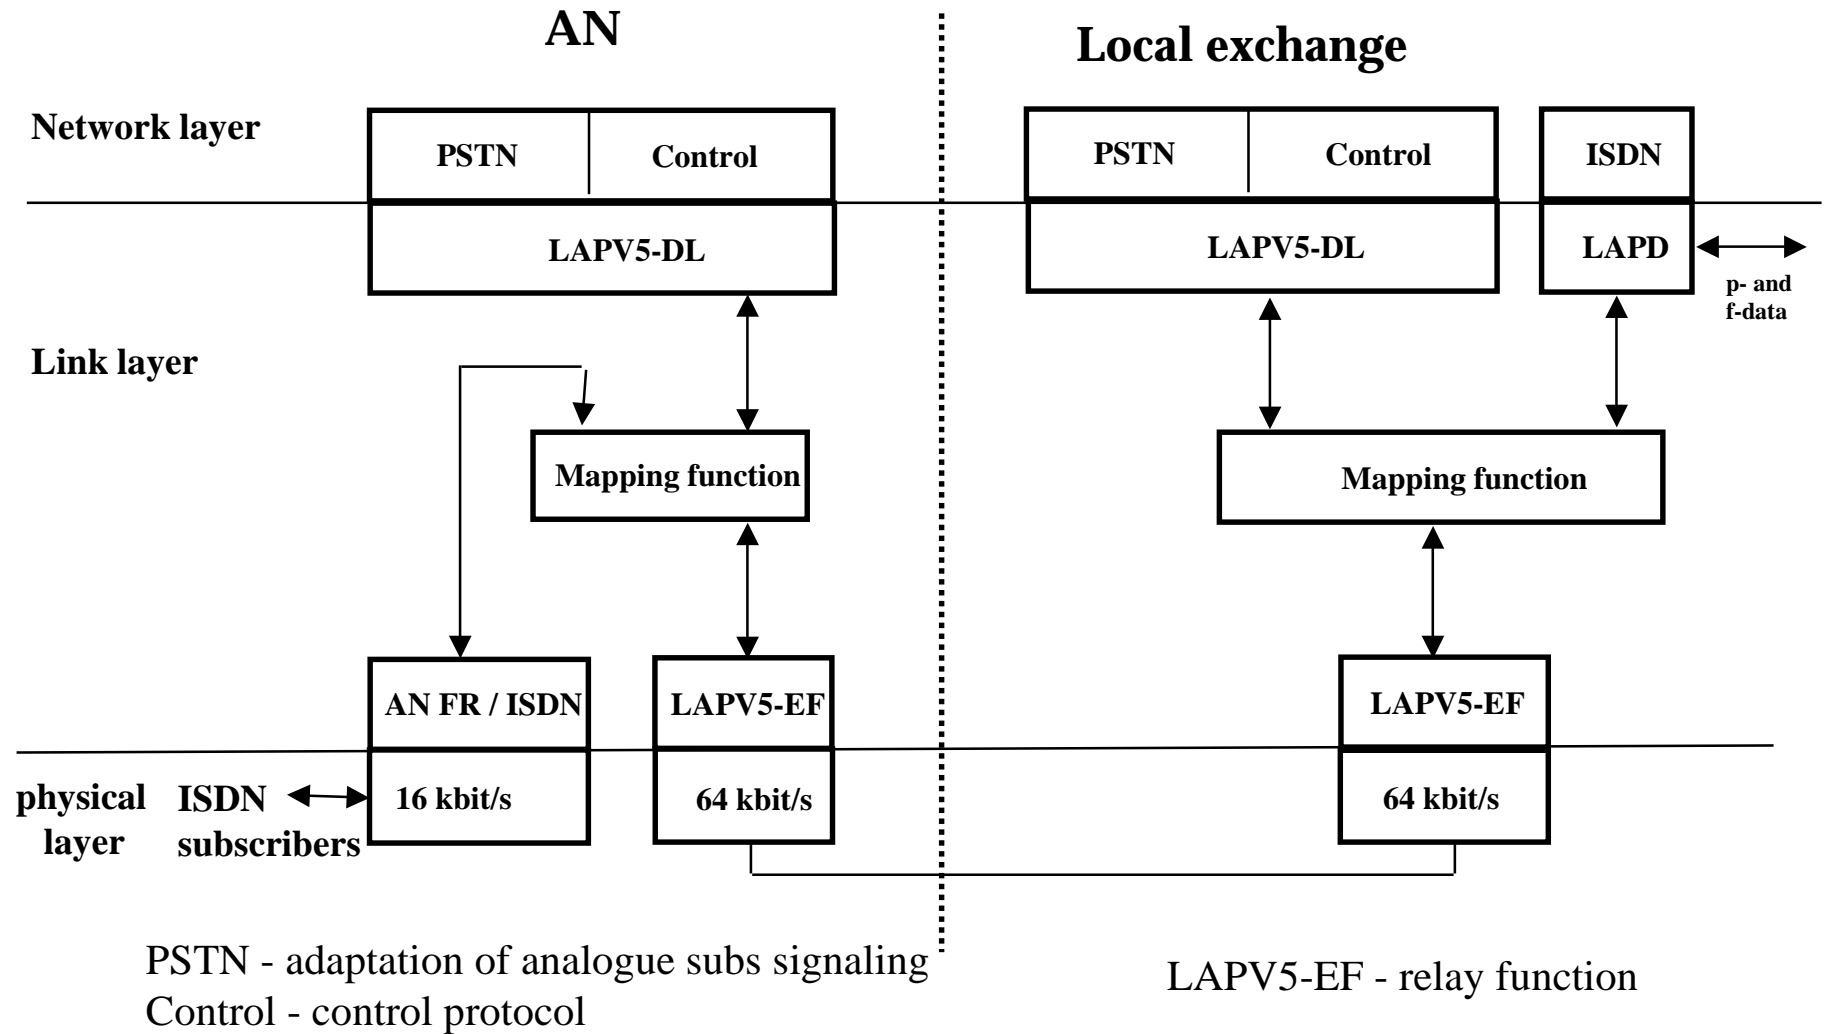 AN
Local exchange
Network layer
PSTN
Control
PSTN
Control
ISDN
LAPV5-DL
LAPV5-DL
LAPD
p- and
f-data
Link layer
Mapping function
Mapping function
AN FR / ISDN
LAPV5-EF
LAPV5-EF
physical
layer
ISDN
subscribers
16 kbit/s
64 kbit/s
64 kbit/s
PSTN - adaptation of analogue subs signaling
Control - control protocol
LAPV5-EF - relay function